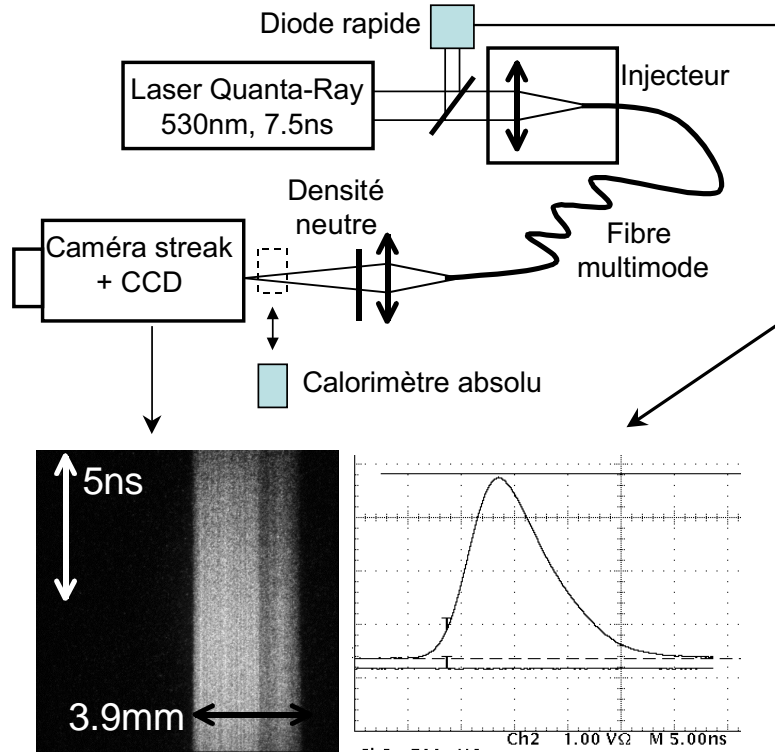 Diode rapide
Laser Quanta-Ray
530nm, 7.5ns
Injecteur
Densité
neutre
Caméra streak
+ CCD
Fibre
multimode
Calorimètre absolu
5ns
3.9mm
T
T
Ch2 1.00 VΩ M 5.00ns